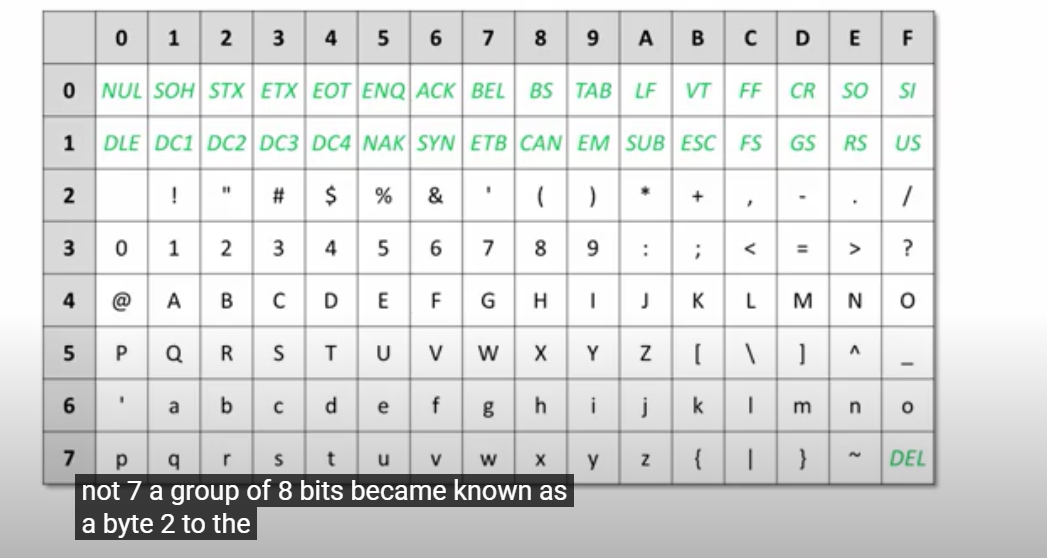 0 1 2 3 4 5 6 7 8 9 A B C D E F
0 NUL SOH STX ETX EOT ENQ ACK BEL BS TAB LF VT FF CR SO SI
1 DLE DC1 DC2 DC3 DC4 NAK SYN ETB CAN EM SUB ESC FS GS RS US
2 ! " # $ % & ' ( ) * + , - . /
3 0 1 2 3 4 5 6 7 8 9 : ; < = > ?
4 @ A B C D E F G H I J K L M N O
5 P Q R S T U V W X Y Z [ \ ] ^ _
6 ' a b c d e f g h i j k l m n o
7 p q r s t u v w x y z { | } ~ DEL
not 7 a group of 8 bits became known as
a byte 2 to the